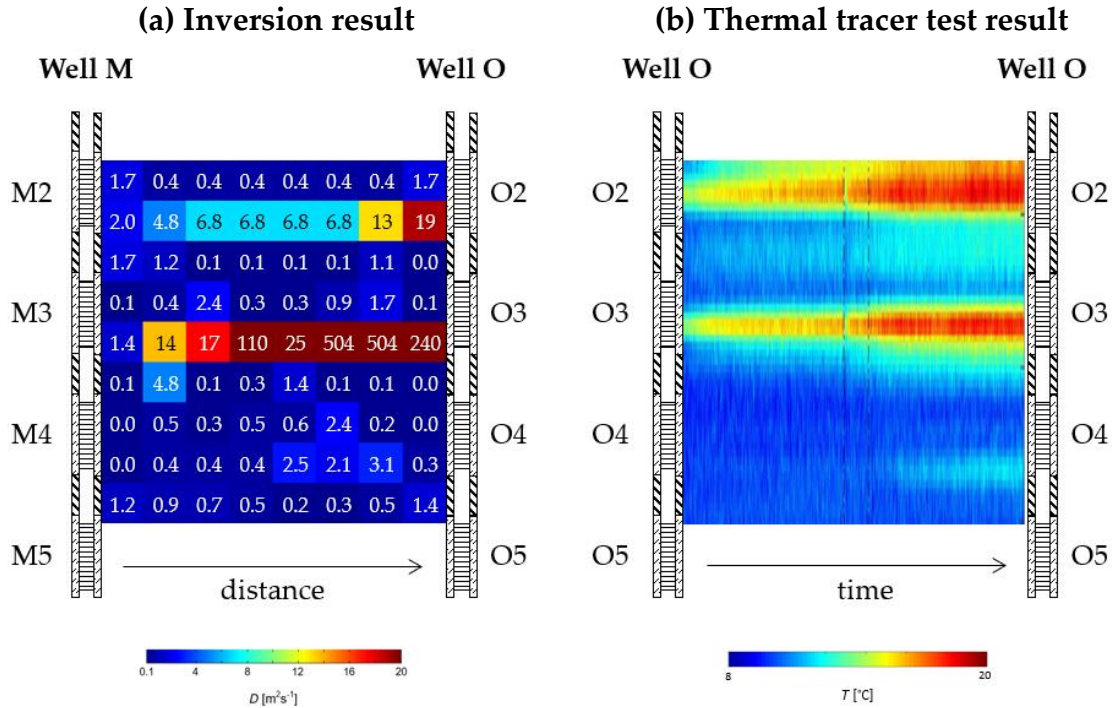 (a) Inversion result
(b) Thermal tracer test result
Well M
Well O
Well O
Well O
M2
M3
M4
M5
1.7 0.4 0.4 0.4 0.4 0.4 0.4 1.7
2.0 4.8 6.8 6.8 6.8 6.8 13 19
1.7 1.2 0.1 0.1 0.1 0.1 1.1 0.0
0.1 0.4 2.4 0.3 0.3 0.9 1.7 0.1
1.4 14 17 110 25 504 504 240
0.1 4.8 0.1 0.3 1.4 0.1 0.1 0.0
0.0 0.5 0.3 0.5 0.6 2.4 0.2 0.0
0.0 0.4 0.4 0.4 2.5 2.1 3.1 0.3
1.2 0.9 0.7 0.5 0.2 0.3 0.5 1.4
O2
O3
O4
O5
distance
0.1 4 8 12 16 20
D [m²s⁻¹]
O2
O3
O4
O5
O2
O3
O4
O5
time
8 20
T [°C]